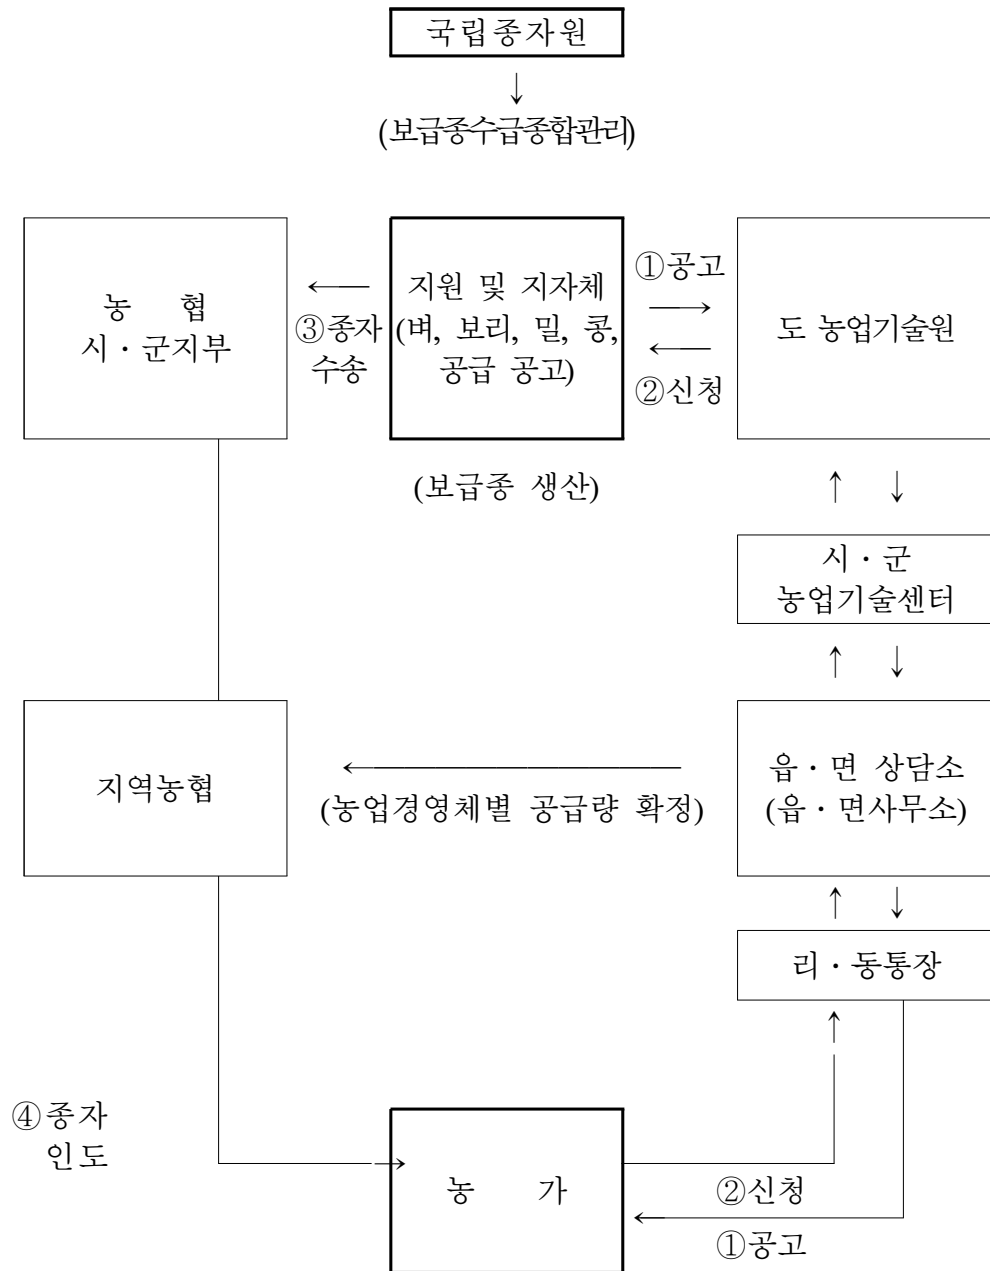 국립종자원
↓
(보급종수급종합관리)
농 협
시 · 군지부
←
③종자
수송
지원 및 지자체
(벼, 보리, 밀, 콩,
공급 공고)
①공고
→
←
②신청
도 농업기술원
(보급종 생산)
↑ ↓
시 · 군
농업기술센터
↑ ↓
지역농협
←
(농업경영체별 공급량 확정)
읍 · 면 상담소
(읍 · 면사무소)
↑ ↓
리 · 동통장
④종자
인도
농 가
②신청
①공고